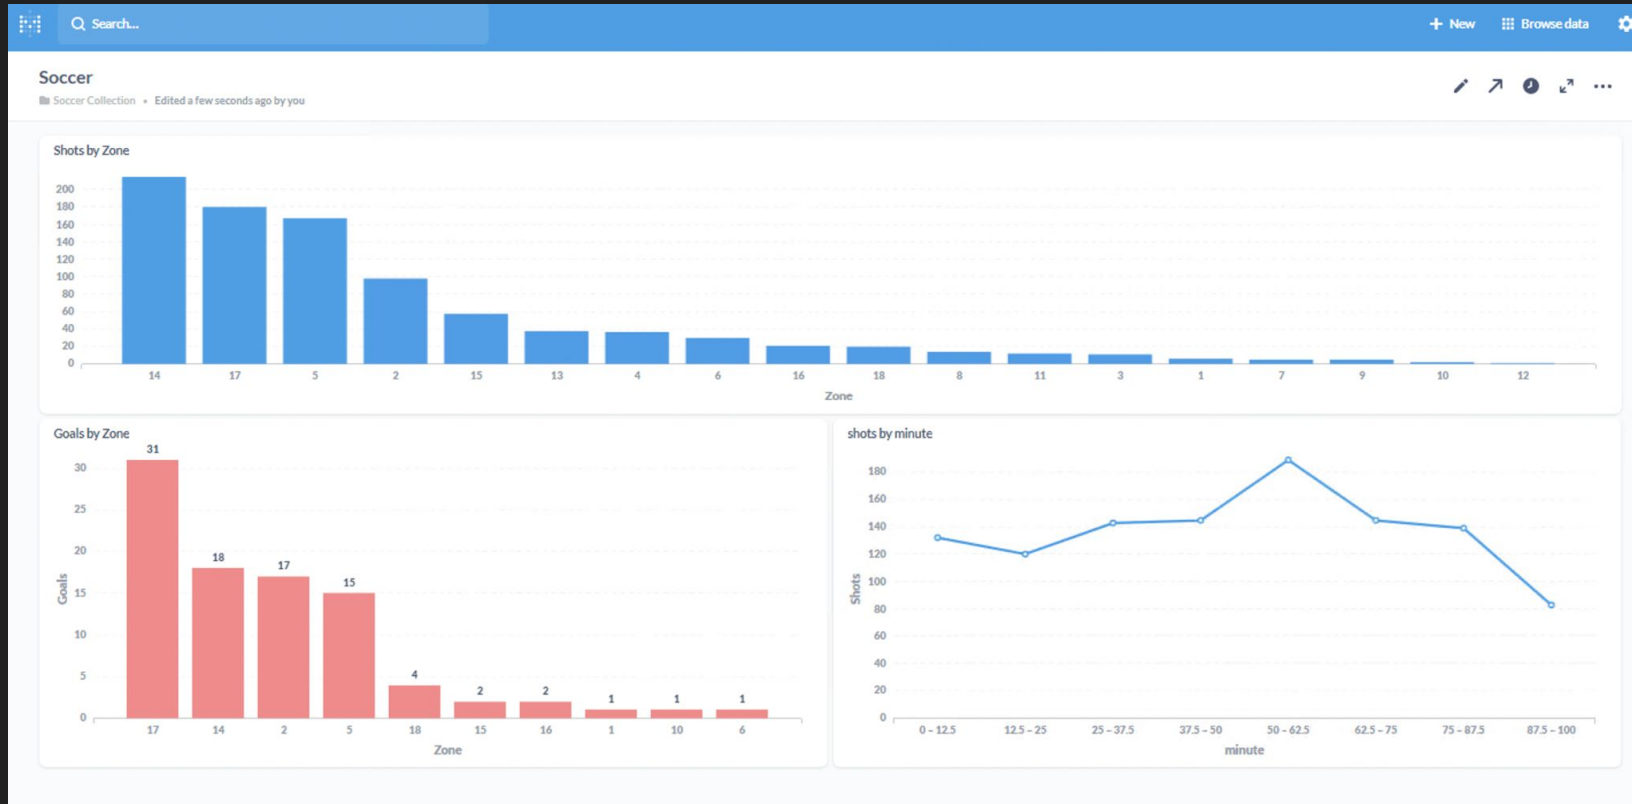 Search...
New
Browse data
Soccer
Soccer Collection • Edited a few seconds ago by you
Shots by Zone
200
180
160
140
120
100
80
60
40
20
0
14 17 5 2 15 13 4 6 16 18 8 11 3 1 7 9 10 12
Zone
Goals by Zone
31
18
17
15
4
2
2
1
1
1
30
25
20
15
10
5
0
Goals
17 14 2 5 18 15 16 1 10 6
Zone
shots by minute
180
160
140
120
100
80
60
40
20
0
Shots
0 – 12.5 12.5 – 25 25 – 37.5 37.5 – 50 50 – 62.5 62.5 – 75 75 – 87.5 87.5 – 100
minute